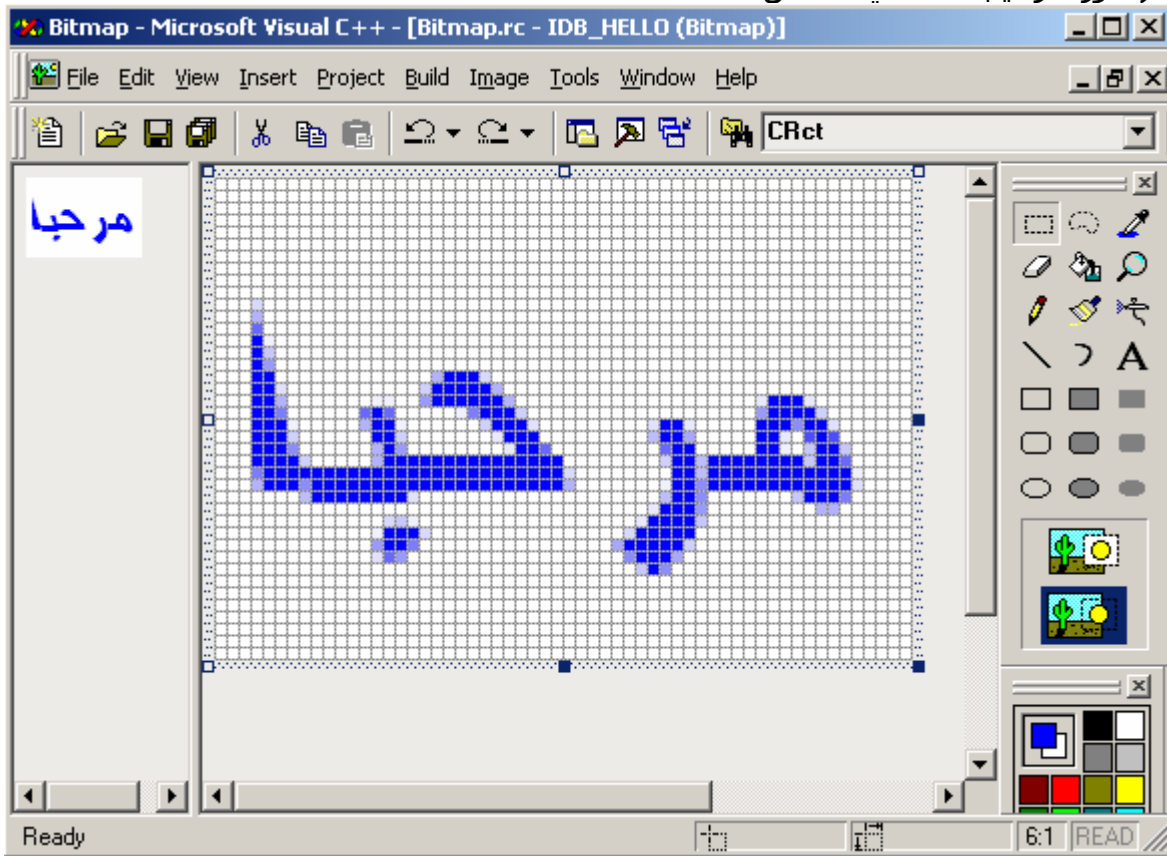 Bitmap - Microsoft Visual C++ - [Bitmap.rc - IDB_HELLO (Bitmap)]
File Edit View Insert Project Build Image Tools Window Help
CRct
مرحبا
مرحبا
A
Ready 6:1 READ